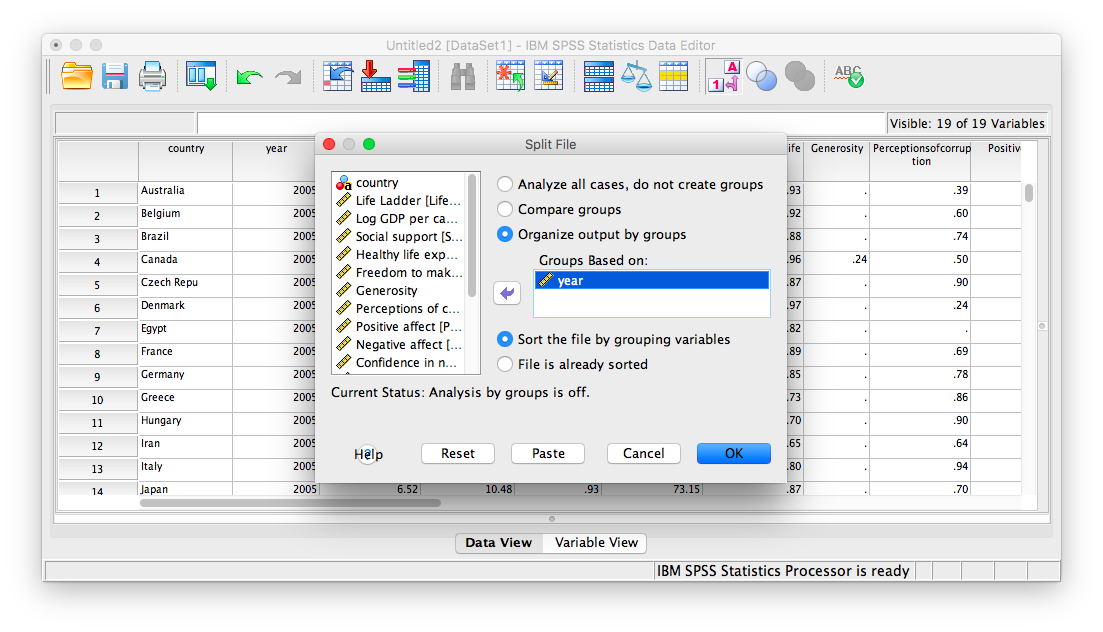 Untitled2 [DataSet1] - IBM SPSS Statistics Data Editor
1 A
ABC
Visible: 19 of 19 Variables
country year ife Generosity Perceptionsofcorrup
tion Positiv
1 Australia 2005 .93 . .39
2 Belgium 2005 .92 . .60
3 Brazil 2005 .88 . .74
4 Canada 2005 .96 .24 .50
5 Czech Repu 2005 .87 . .90
6 Denmark 2005 .97 . .24
7 Egypt 2005 .82 . .
8 France 2005 .89 . .69
9 Germany 2005 .85 . .78
10 Greece 2005 .73 . .86
11 Hungary 2005 .70 . .90
12 Iran 2005 .65 . .64
13 Italy 2005 .80 . .94
14 Japan 2005 6.52 10.48 .93 73.15 .87 . .70
Split File
country
Life Ladder [Life...
Log GDP per ca...
Social support [S...
Healthy life exp...
Freedom to mak...
Generosity
Perceptions of c...
Positive affect [P...
Negative affect [...
Confidence in n...
Analyze all cases, do not create groups
Compare groups
Organize output by groups
Groups Based on:
year
Sort the file by grouping variables
File is already sorted
Current Status: Analysis by groups is off.
Help Reset Paste Cancel OK
Data View Variable View
IBM SPSS Statistics Processor is ready